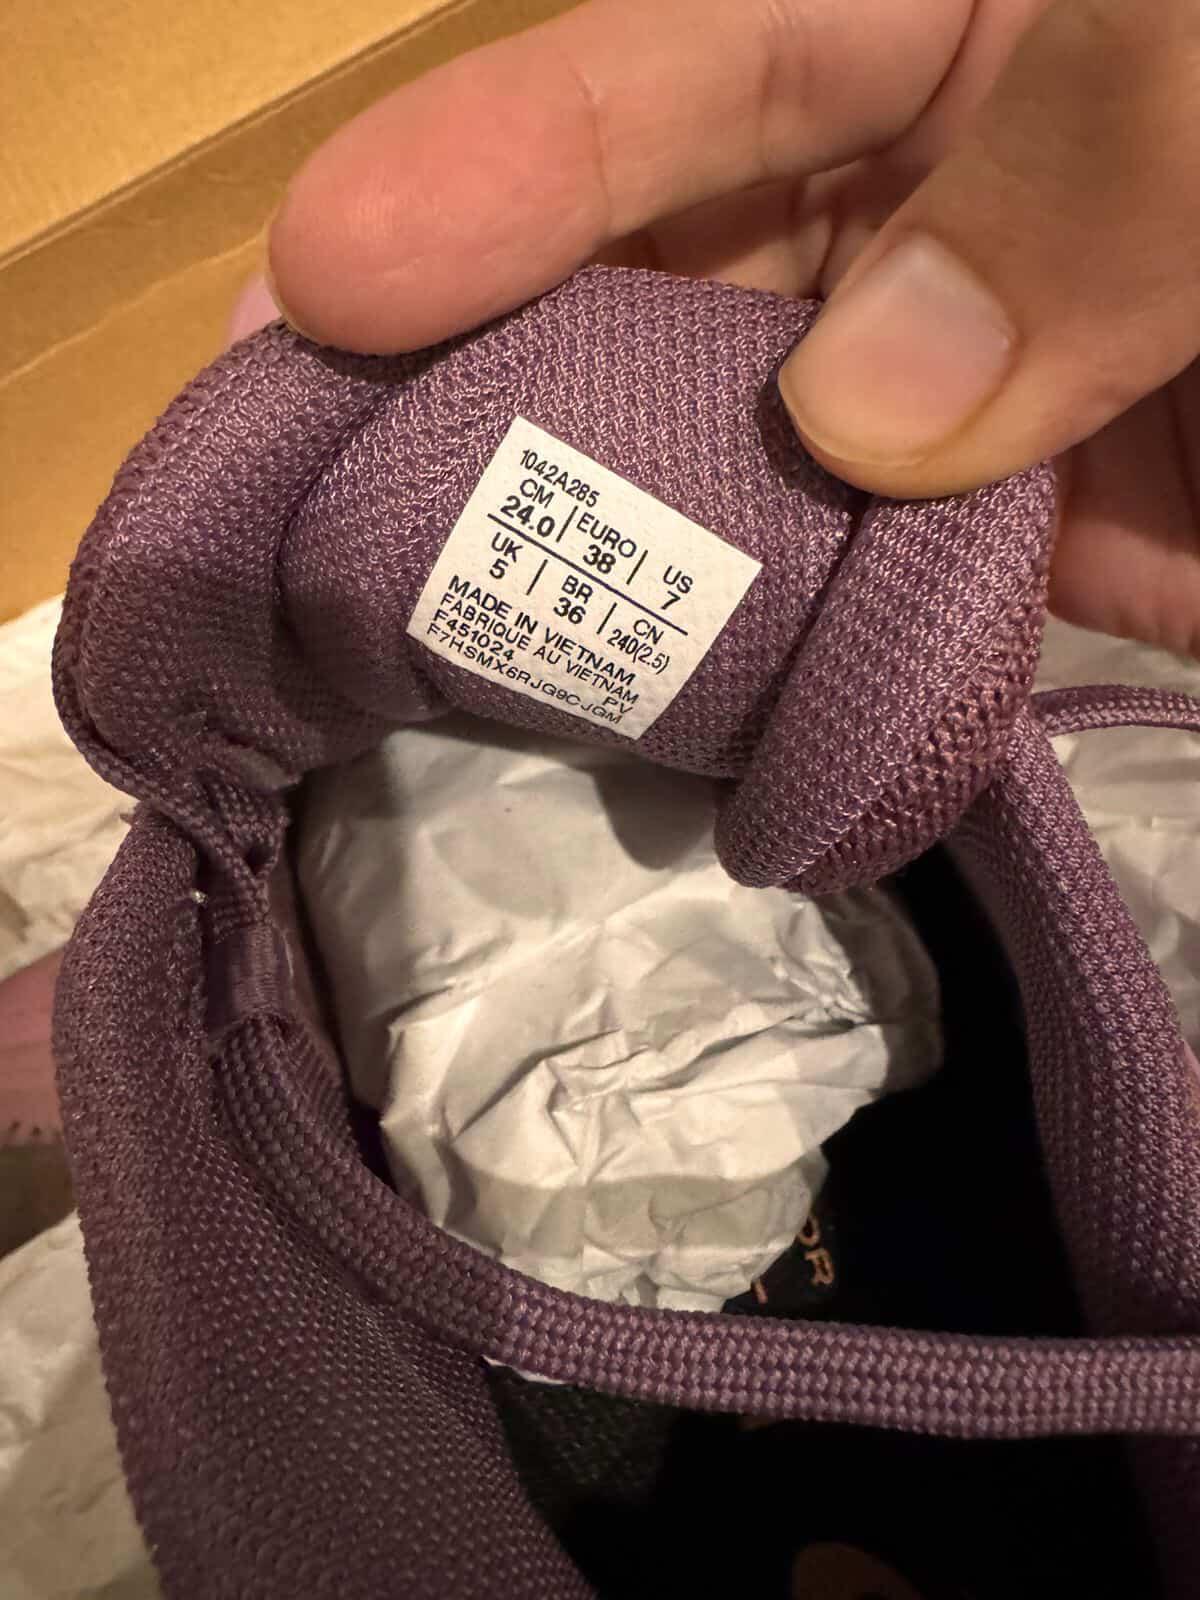 1042A285
CM | EURO | US
24.0 | 38 | 7
UK | BR | CN
5 | 36 | 240(2.5)
MADE IN VIETNAM
FABRIQUE AU VIETNAM
F451024 PV
F7HSMX6RJG9CJGM